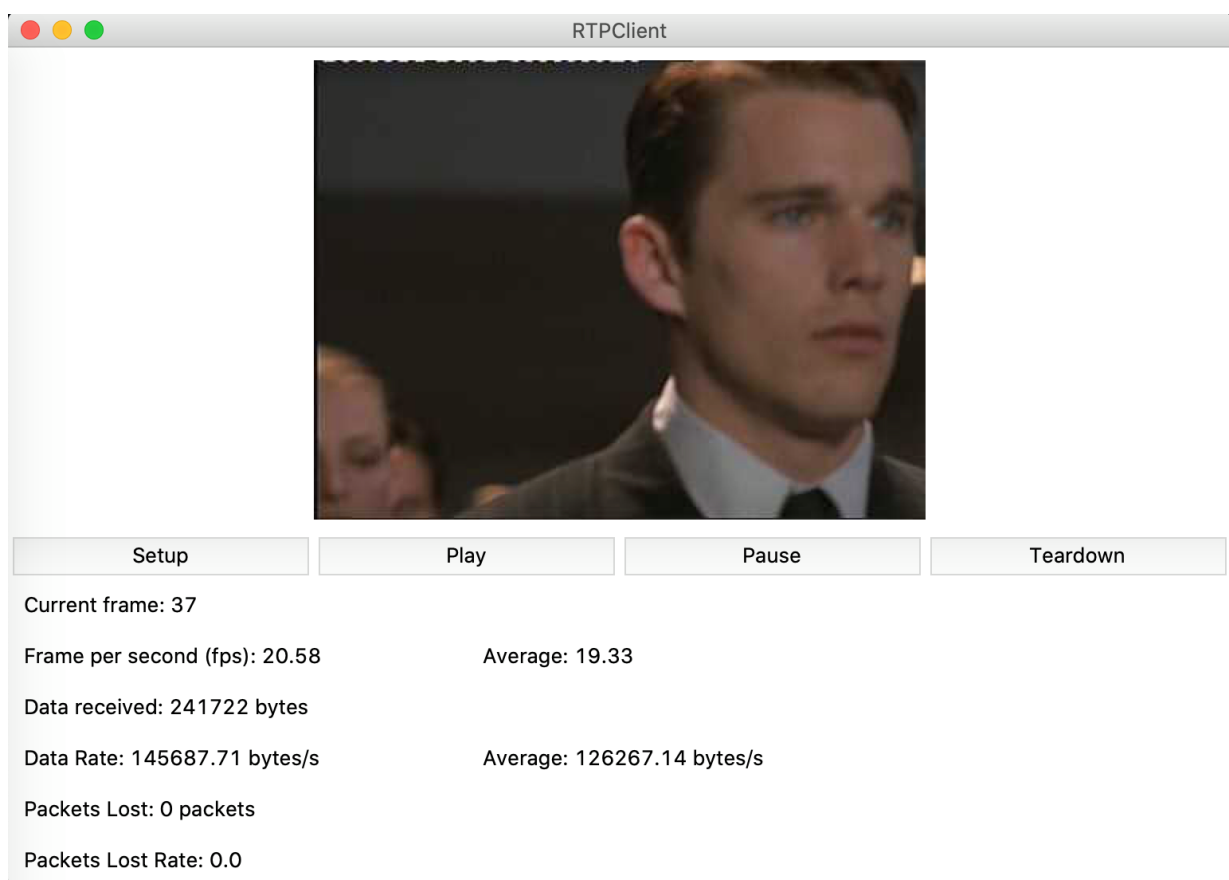 RTPClient
Setup Play Pause Teardown
Current frame: 37
Frame per second (fps): 20.58 Average: 19.33
Data received: 241722 bytes
Data Rate: 145687.71 bytes/s Average: 126267.14 bytes/s
Packets Lost: 0 packets
Packets Lost Rate: 0.0